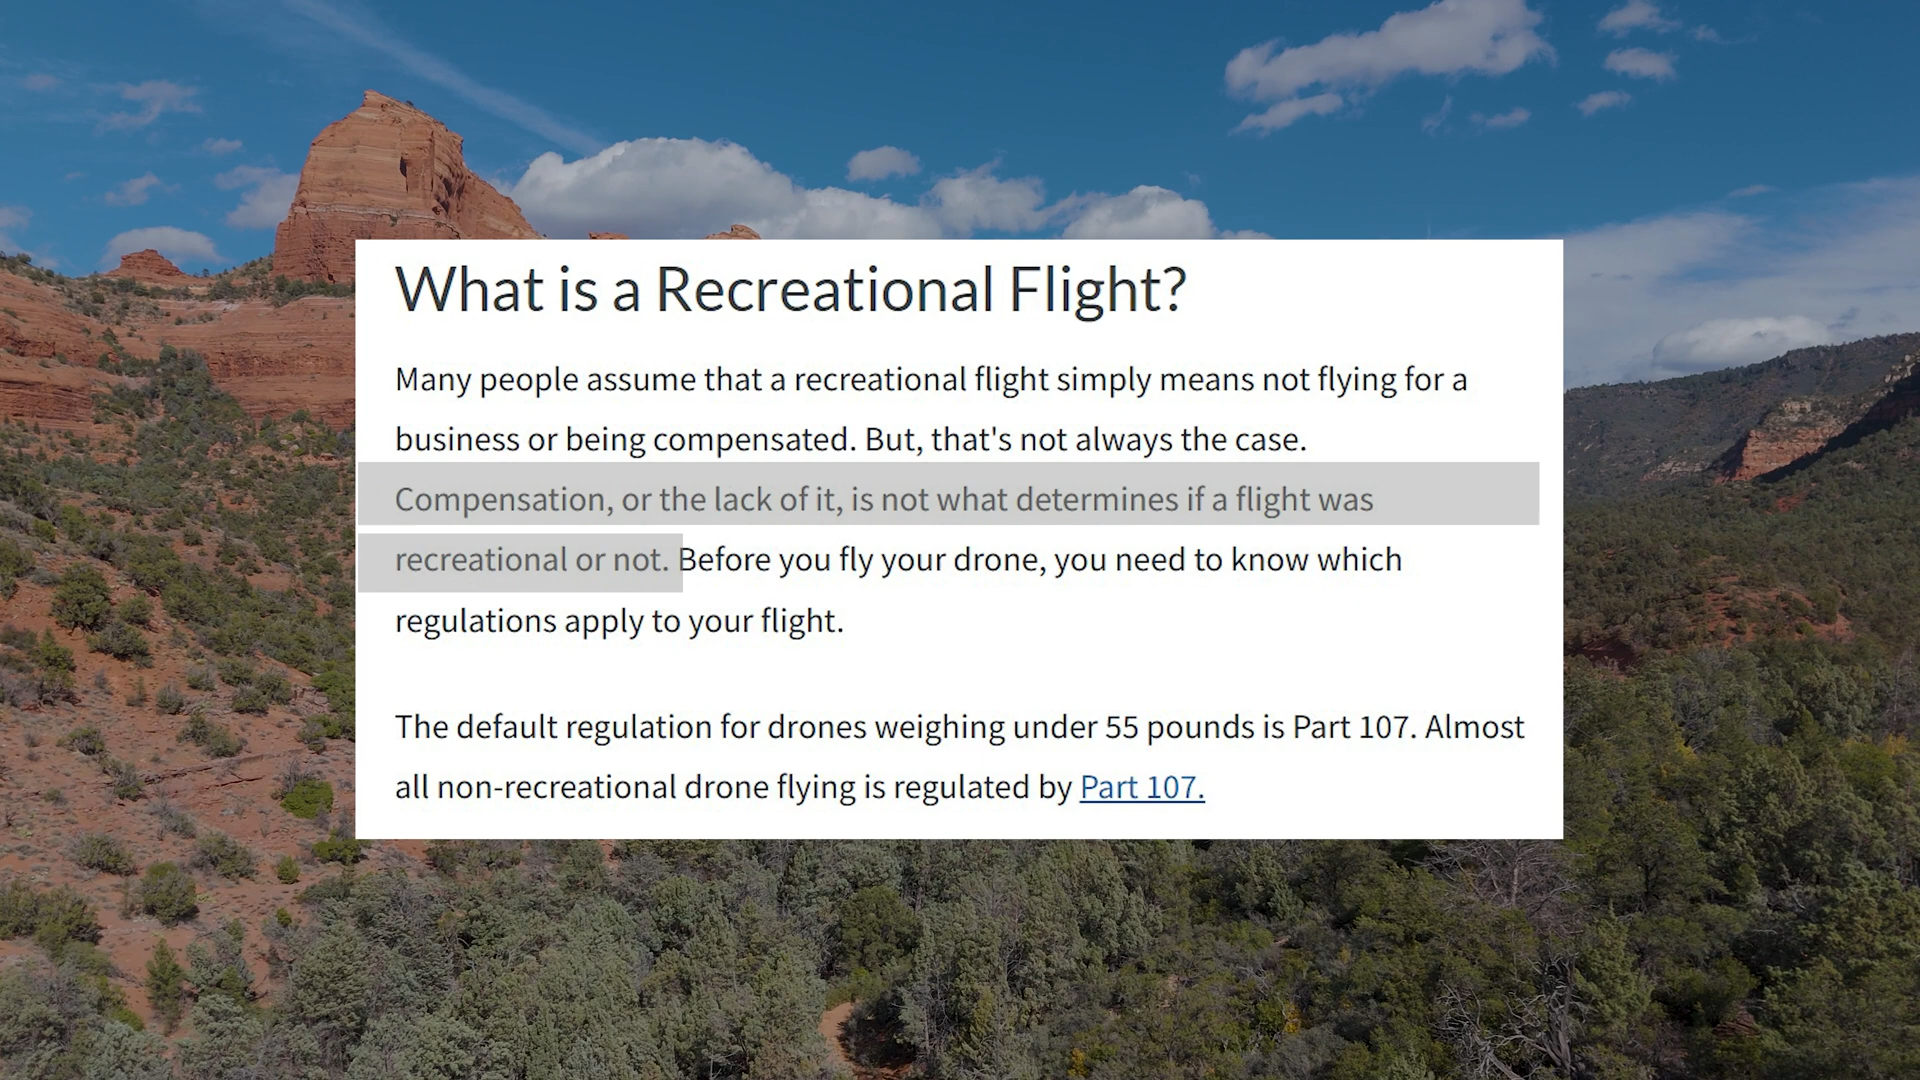 What is a Recreational Flight?
Many people assume that a recreational flight simply means not flying for a
business or being compensated. But, that's not always the case.
Compensation, or the lack of it, is not what determines if a flight was
recreational or not. Before you fly your drone, you need to know which
regulations apply to your flight.
The default regulation for drones weighing under 55 pounds is Part 107. Almost
all non-recreational drone flying is regulated by Part 107.